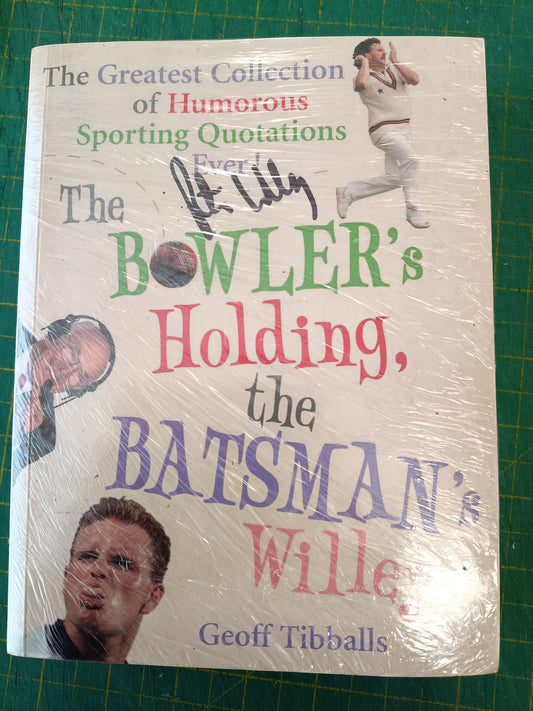 The Greatest Collection
of Humorous
Sporting Quotations
Ever!
The
BOWLER's
Holding,
the
BATSMAN's
Willey
Geoff Tibballs